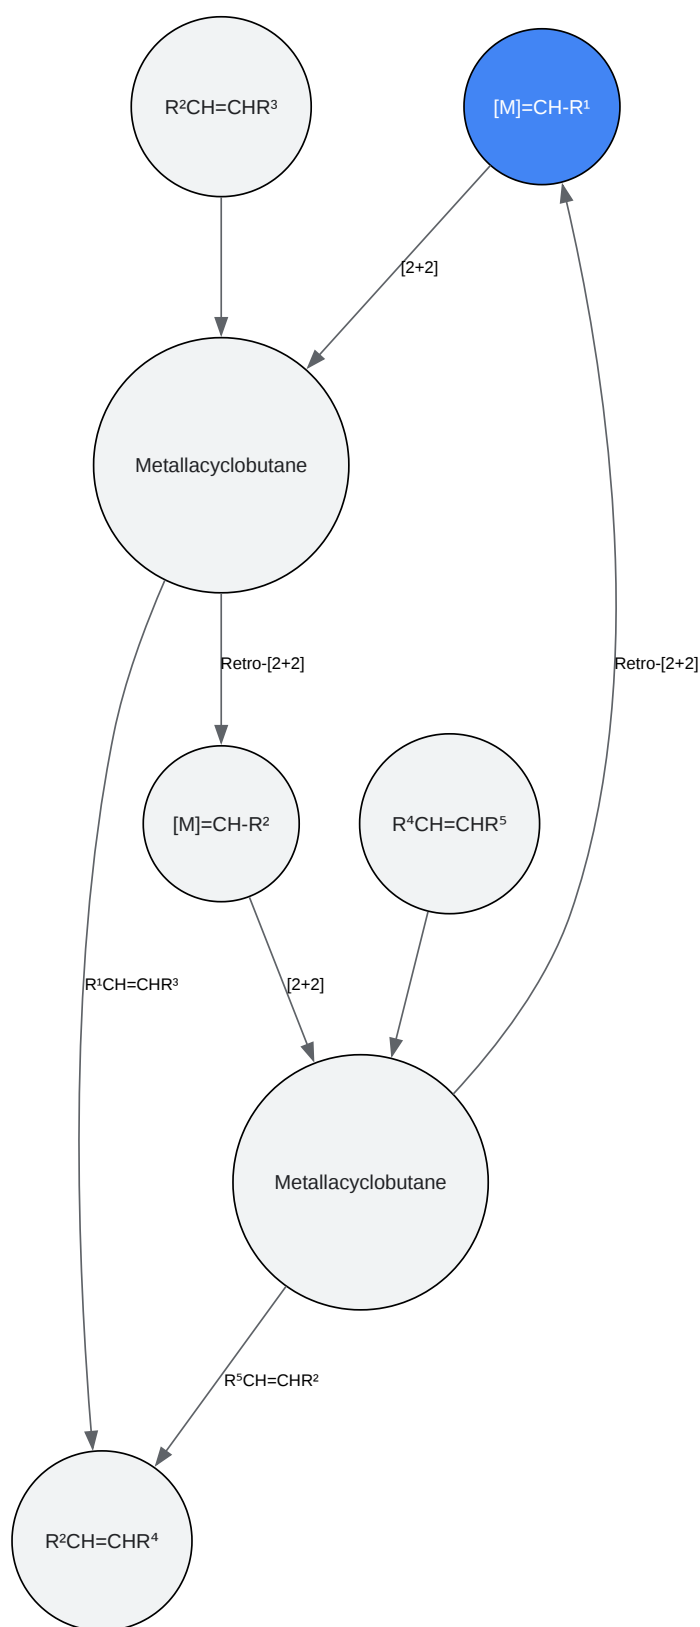 R²CH=CHR³
[M]=CH-R¹
[2+2]
Metallacyclobutane
Retro-[2+2]
Retro-[2+2]
[M]=CH-R²
R⁴CH=CHR⁵
R¹CH=CHR³
[2+2]
Metallacyclobutane
R⁵CH=CHR²
R²CH=CHR⁴